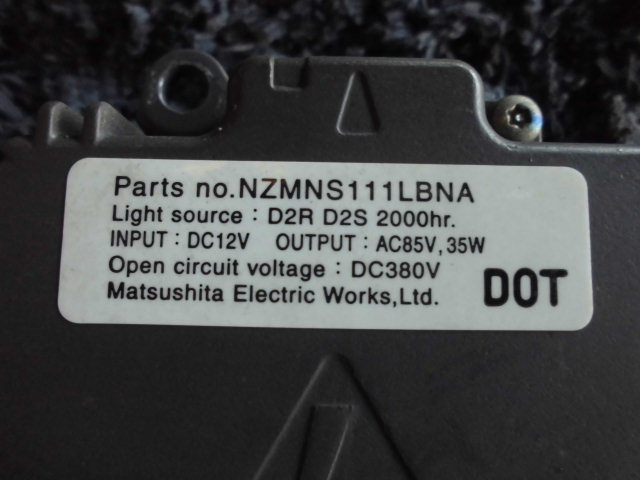 Parts no.NZMNS111LBNA
Light source : D2R D2S 2000hr.
INPUT : DC12V OUTPUT : AC85V, 35W
Open circuit voltage : DC380V
Matsushita Electric Works,Ltd.
DOT